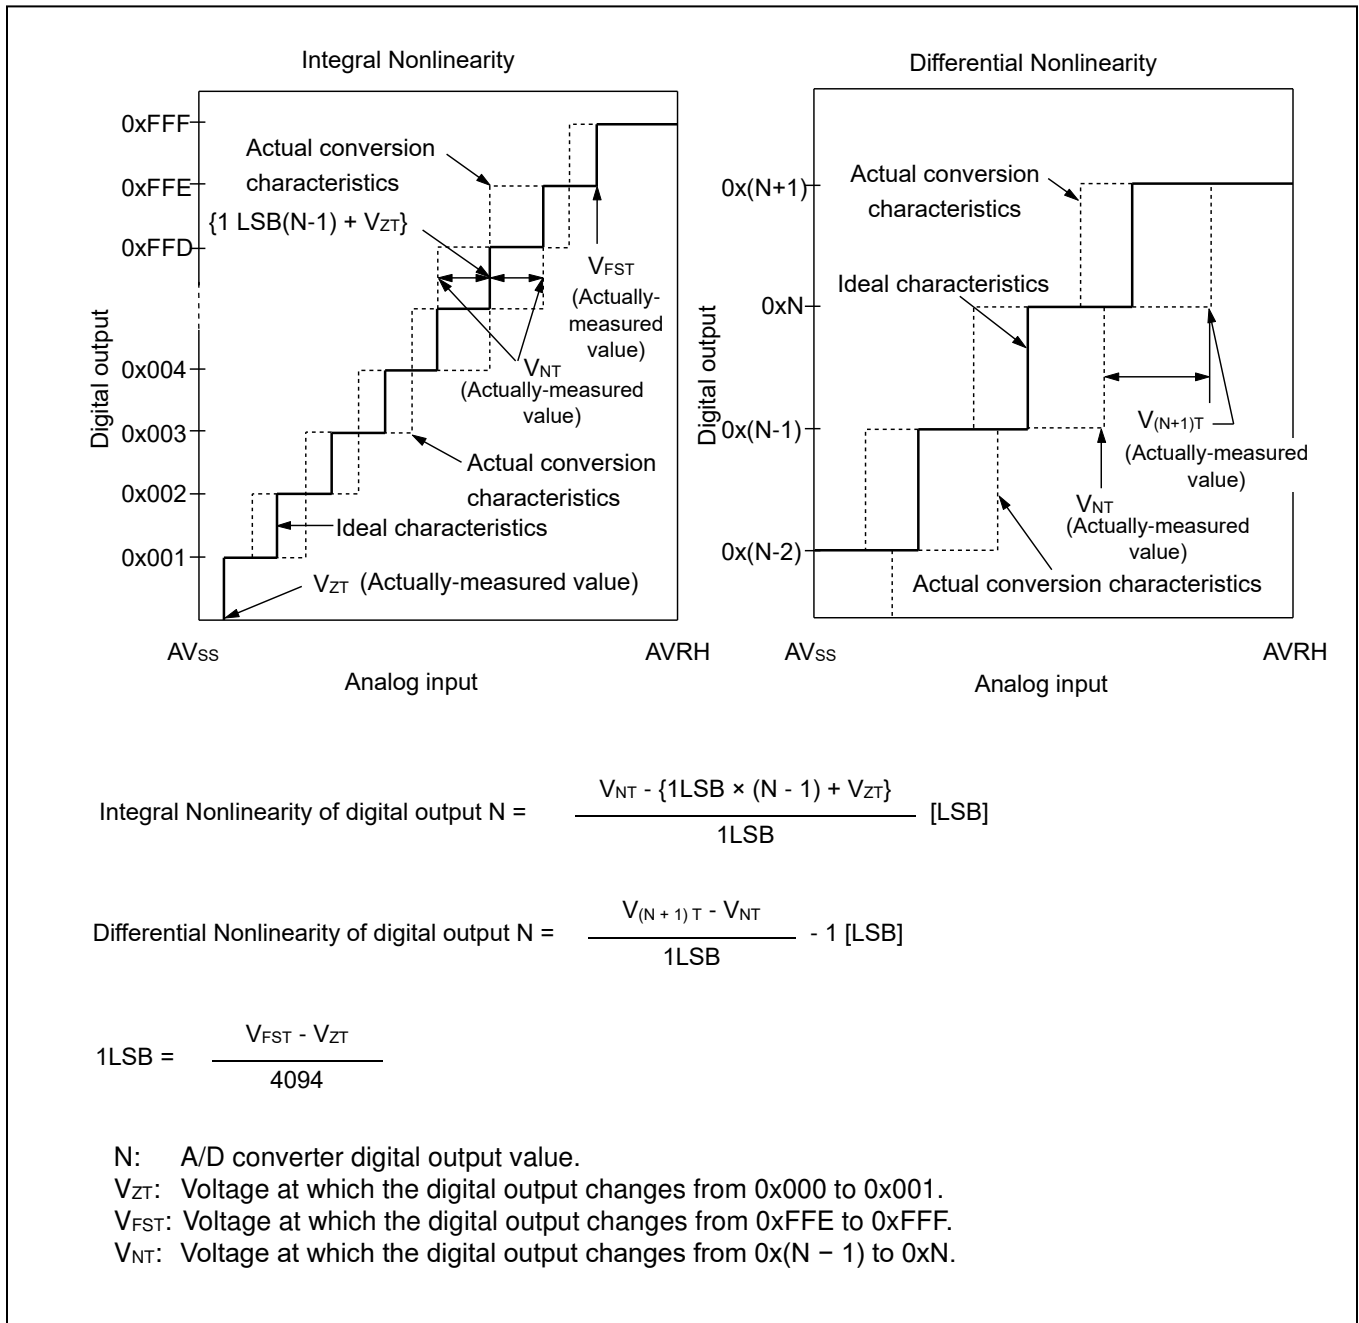 Integral Nonlinearity
0xFFF
0xFFE
0xFFD
0x004
0x003
0x002
0x001
Digital output
Actual conversion
characteristics
{1 LSB(N-1) + VZT}
VFST
(Actually-
measured
value)
VNT
(Actually-measured
value)
Actual conversion
characteristics
Ideal characteristics
VZT (Actually-measured value)
AVSS
AVRH
Analog input
Differential Nonlinearity
0x(N+1)
0xN
0x(N-1)
0x(N-2)
Digital output
Actual conversion
characteristics
Ideal characteristics
V(N+1)T
(Actually-measured
value)
VNT
(Actually-measured
value)
Actual conversion characteristics
AVSS
AVRH
Analog input
Integral Nonlinearity of digital output N =
VNT - {1LSB × (N - 1) + VZT}
1LSB
[LSB]
Differential Nonlinearity of digital output N =
V(N + 1) T - VNT
1LSB
- 1 [LSB]
1LSB =
VFST - VZT
4094
N: A/D converter digital output value.
VZT: Voltage at which the digital output changes from 0x000 to 0x001.
VFST: Voltage at which the digital output changes from 0xFFE to 0xFFF.
VNT: Voltage at which the digital output changes from 0x(N − 1) to 0xN.